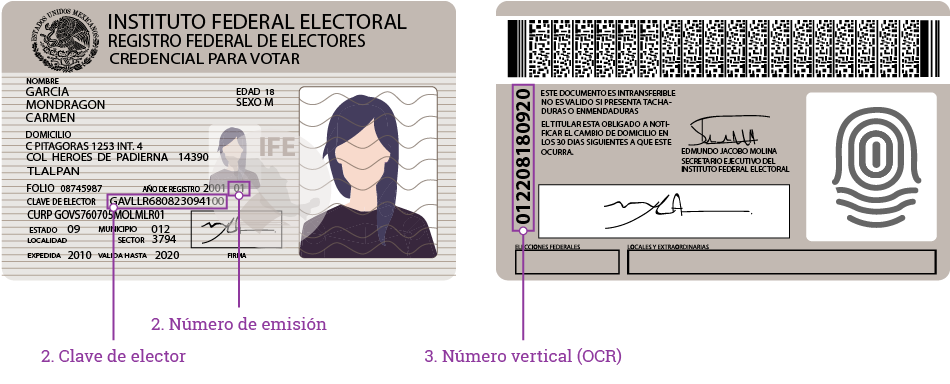 ESTADOS UNIDOS MEXICANOS
INSTITUTO FEDERAL ELECTORAL
REGISTRO FEDERAL DE ELECTORES
CREDENCIAL PARA VOTAR
NOMBRE
GARCIA
MONDRAGON
CARMEN
EDAD 18
SEXO M
DOMICILIO
C PITAGORAS 1253 INT. 4
COL HEROES DE PADIERNA 14390
TLALPAN
IFE
FOLIO 08745987 AÑO DE REGISTRO 2001 01
CLAVE DE ELECTOR GAVLLR680823094100
CURP GOVS760705MOLMLR01
ESTADO 09 MUNICIPIO 012
LOCALIDAD SECTOR 3794
EXPEDIDA 2010 VALIDA HASTA 2020 FIRMA
012208180920
ESTE DOCUMENTO ES INTRANSFERIBLE
NO ES VALIDO SI PRESENTA TACHA-
DURAS O ENMENDADURAS
EL TITULAR ESTA OBLIGADO A NOTI-
FICAR EL CAMBIO DE DOMICILIO EN
LOS 30 DIAS SIGUIENTES A QUE ESTE
OCURRA.
EDMUNDO JACOBO MOLINA
SECRETARIO EJECUTIVO DEL
INSTITUTO FEDERAL ELECTORAL
ELECCIONES FEDERALES
LOCALES Y EXTRAORDINARIAS
2. Número de emisión
2. Clave de elector
3. Número vertical (OCR)